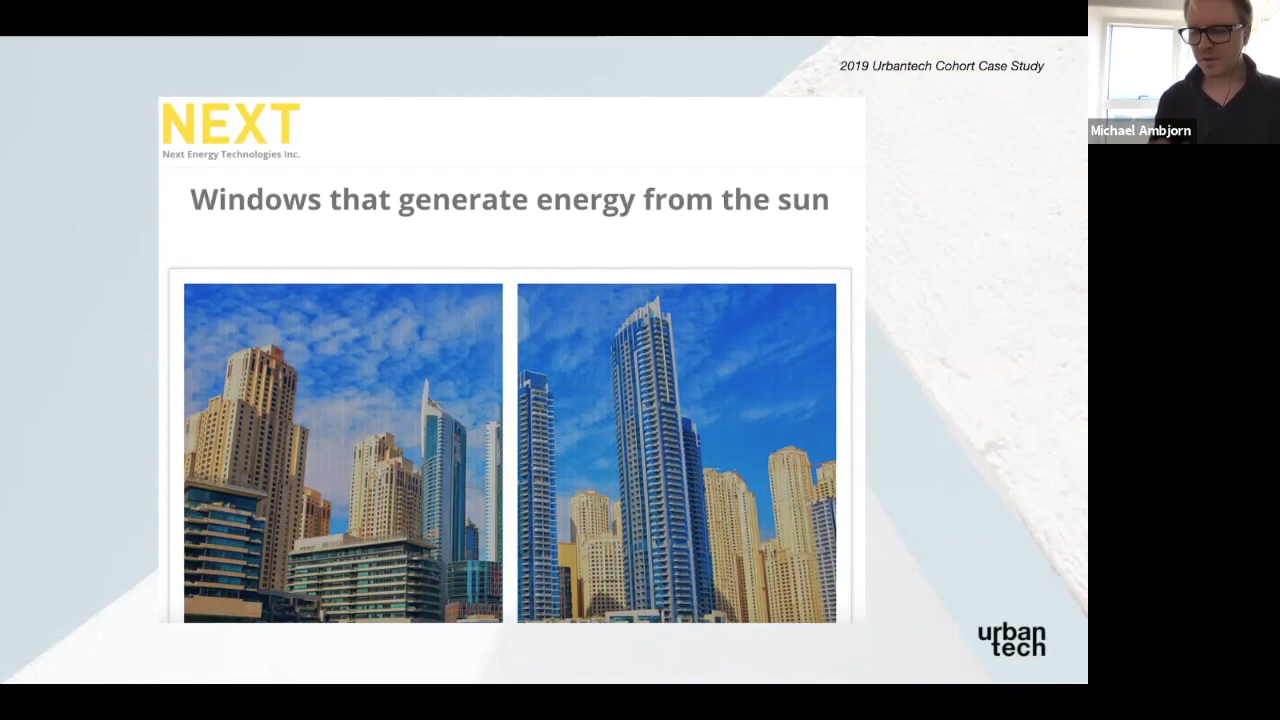 2019 Urbantech Cohort Case Study
NEXT
Next Energy Technologies Inc.
Windows that generate energy from the sun
urban
tech
Michael Ambjorn